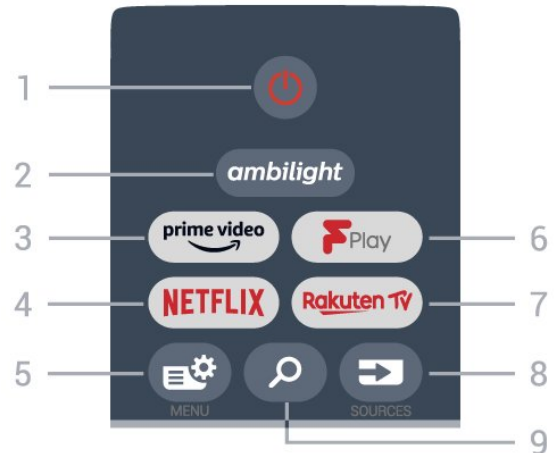 1
2 ambilight
3 prime video F Play 6
4 NETFLIX Rakuten TV 7
5 8
MENU SOURCES
9